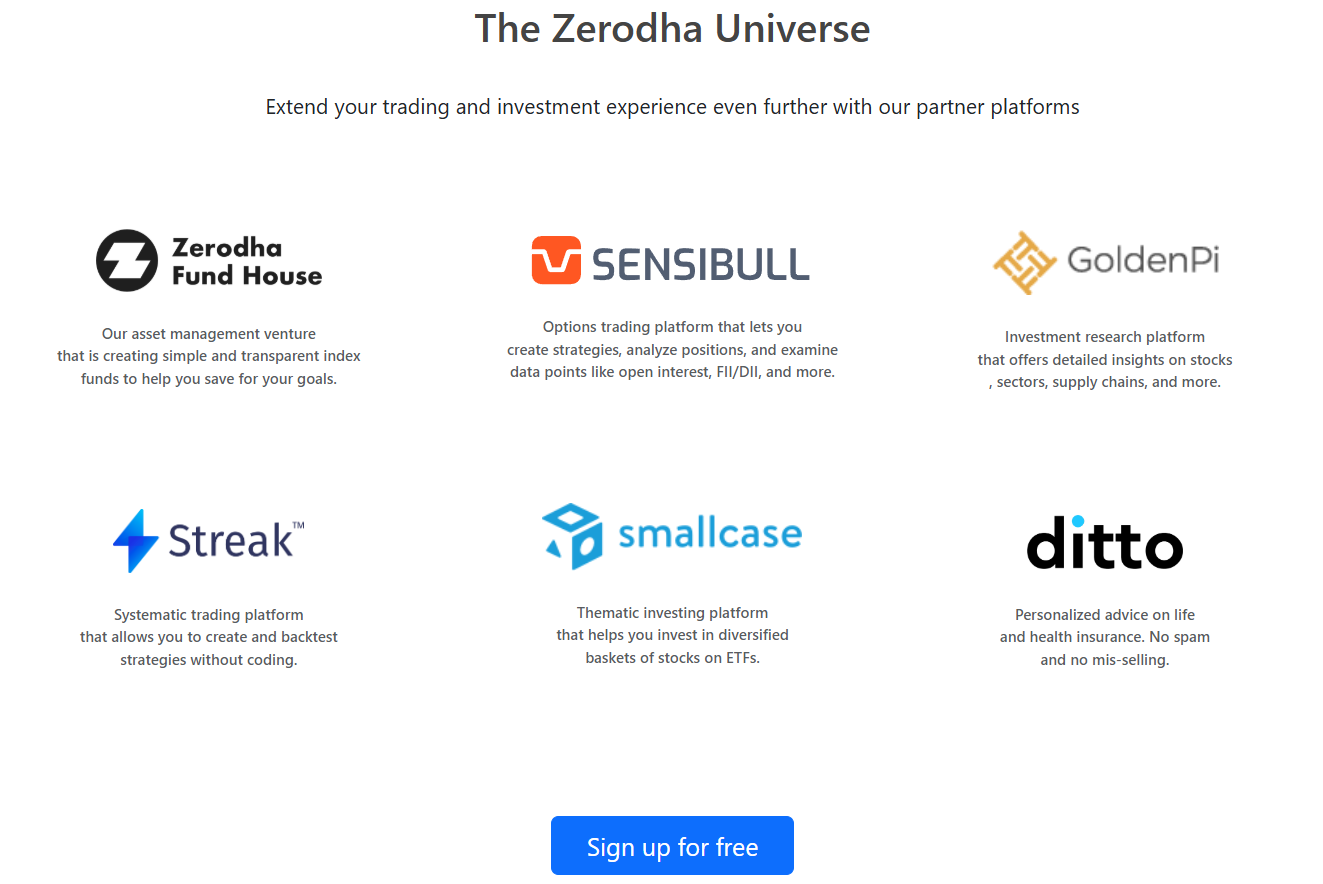 The Zerodha Universe
Extend your trading and investment experience even further with our partner platforms
Zerodha
Fund House
Our asset management venture
that is creating simple and transparent index
funds to help you save for your goals.
SENSIBULL
Options trading platform that lets you
create strategies, analyze positions, and examine
data points like open interest, FII/DII, and more.
GoldenPi
Investment research platform
that offers detailed insights on stocks
, sectors, supply chains, and more.
Streak™
Systematic trading platform
that allows you to create and backtest
strategies without coding.
smallcase
Thematic investing platform
that helps you invest in diversified
baskets of stocks on ETFs.
ditto
Personalized advice on life
and health insurance. No spam
and no mis-selling.
Sign up for free